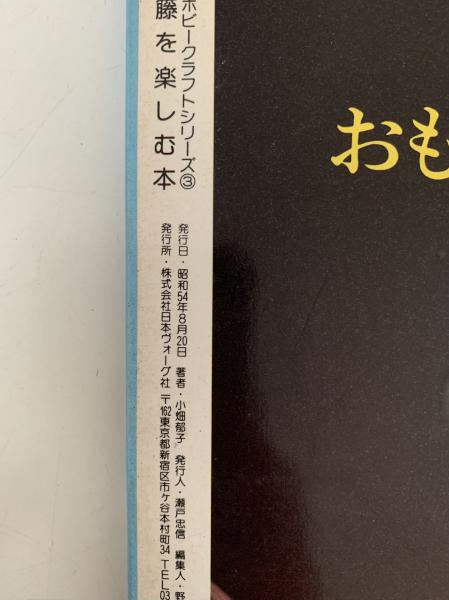 ホビークラフトシリーズ③
藤を楽しむ本
発行日・昭和54年8月20日 著者・小畑郁子 発行人・瀬戸忠信 編集人・野
発行所・株式会社日本ヴォーグ社 〒162東京都新宿区市ヶ谷本村町34 TEL03
おも